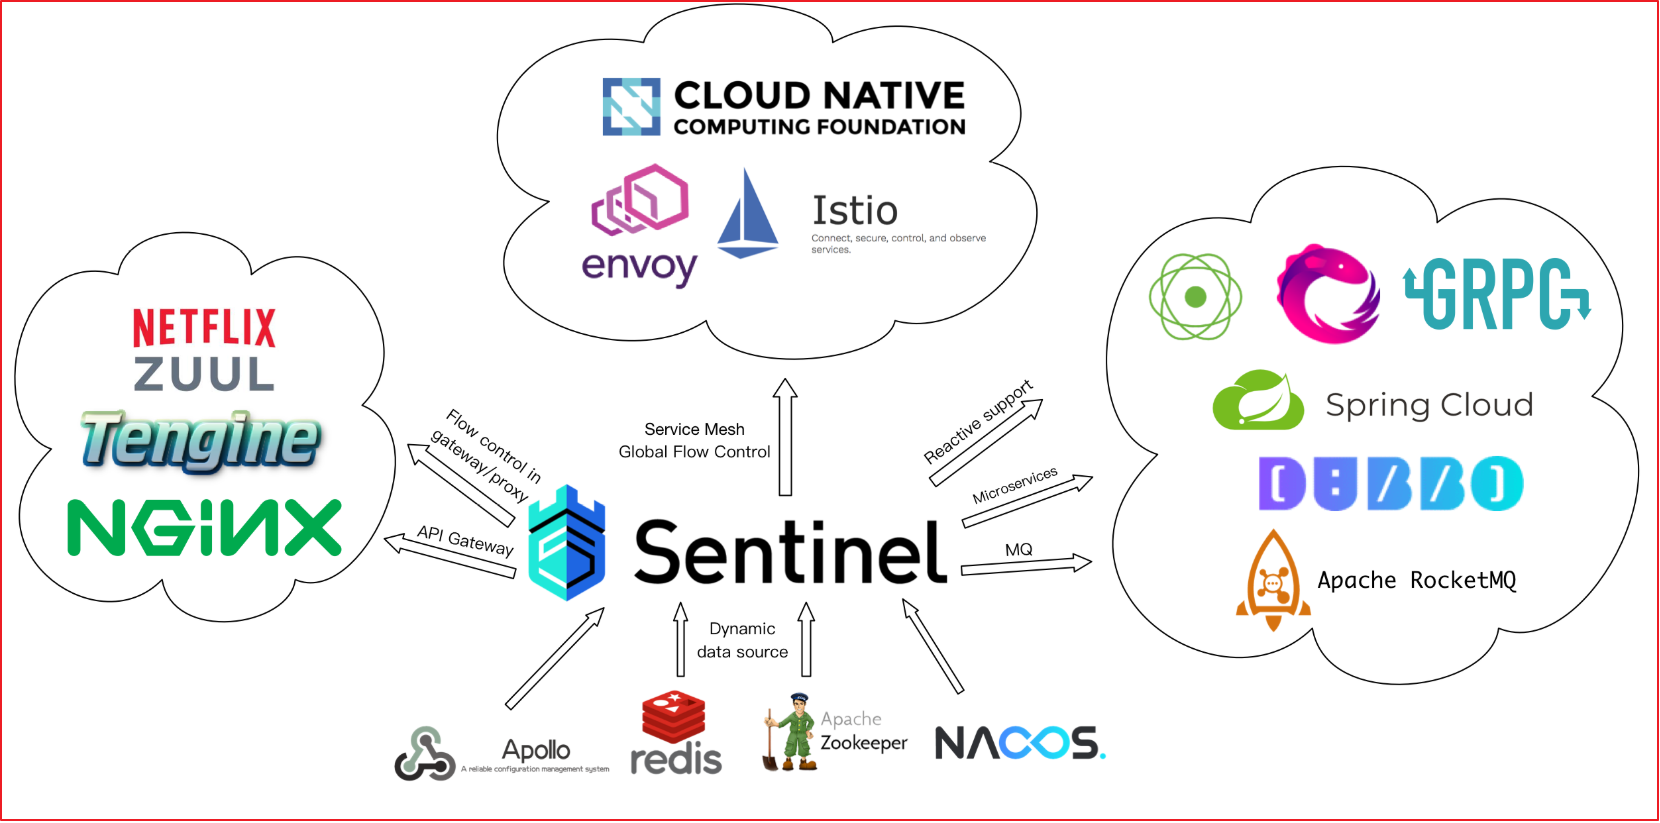 CLOUD NATIVE
COMPUTING FOUNDATION
envoy
Istio
Connect, secure, control, and observe
services.
NETFLIX
ZUUL
Tengine
NGiNX
GRPC
Spring Cloud
DUBBO
Apache RocketMQ
Flow control in
gateway/proxy
API Gateway
Service Mesh
Global Flow Control
Reactive support
Microservices
MQ
Sentinel
Dynamic
data source
Apollo
A reliable configuration management system
redis
Apache
Zookeeper
NACOS.